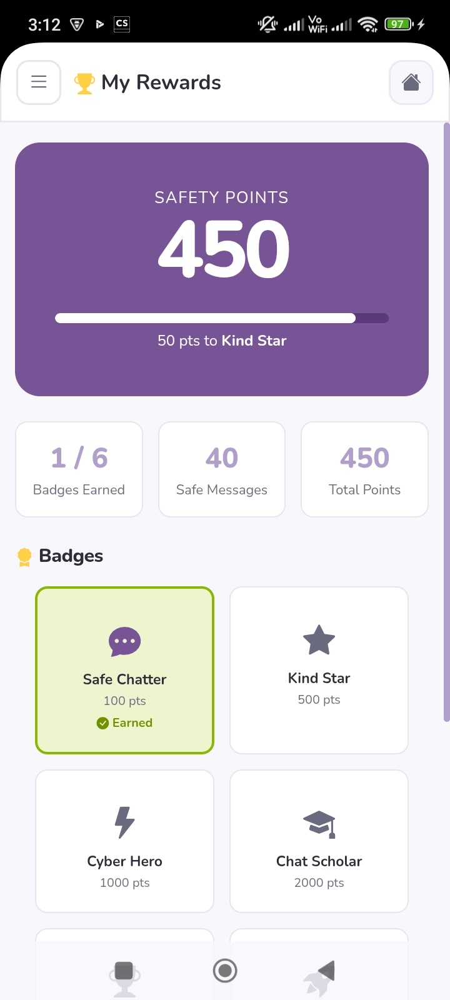 3:12
CS
Vo
WiFi
97
My Rewards
SAFETY POINTS
450
50 pts to Kind Star
1 / 6
Badges Earned
40
Safe Messages
450
Total Points
Badges
Safe Chatter
100 pts
Earned
Kind Star
500 pts
Cyber Hero
1000 pts
Chat Scholar
2000 pts